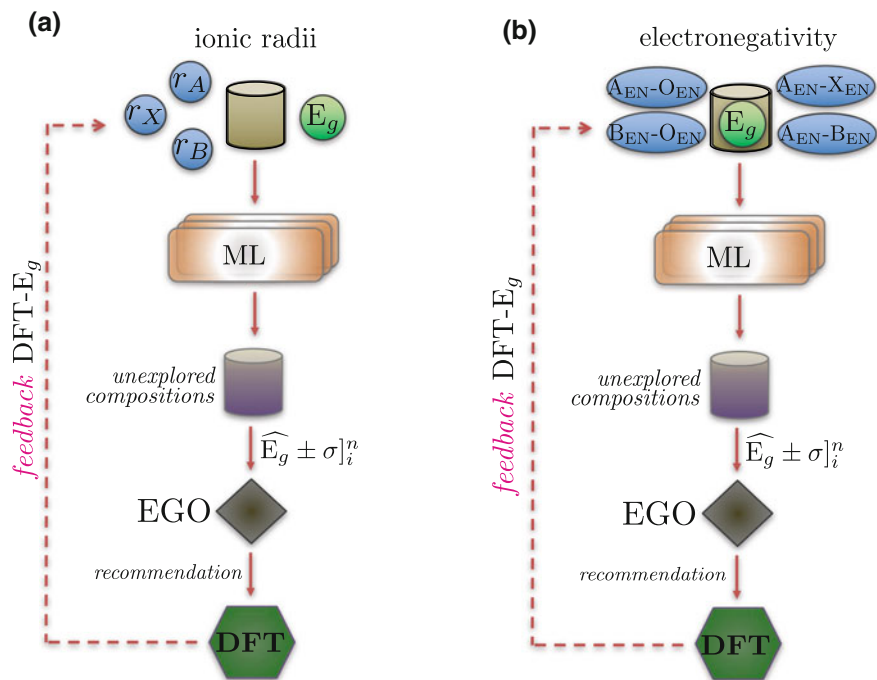 (a)
ionic radii
r_A
r_X
r_B
E_g
ML
unexplored
compositions
\widehat{E_g} ± σ]_i^n
EGO
recommendation
DFT
feedback DFT-E_g
(b)
electronegativity
A_EN-O_EN
A_EN-X_EN
B_EN-O_EN
E_g
A_EN-B_EN
ML
unexplored
compositions
\widehat{E_g} ± σ]_i^n
EGO
recommendation
DFT
feedback DFT-E_g